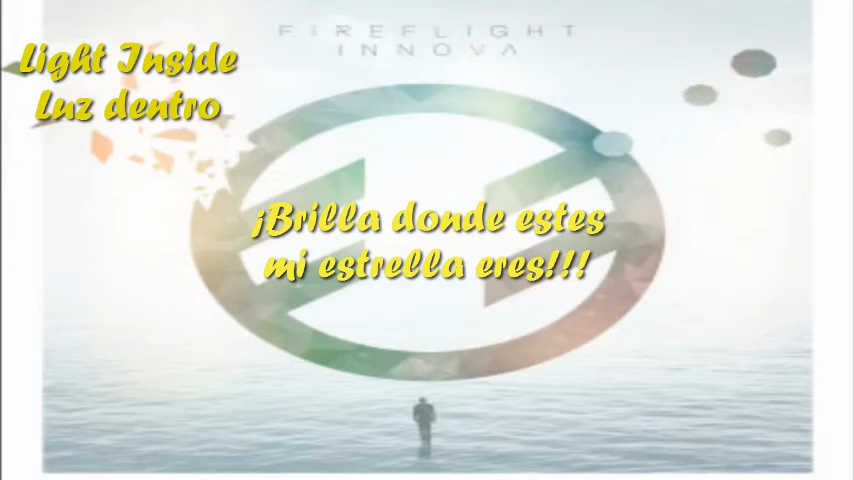 FIREFLIGHT
INNOVA
Light Inside
Luz dentro
¡Brilla donde estes
mi estrella eres!!!